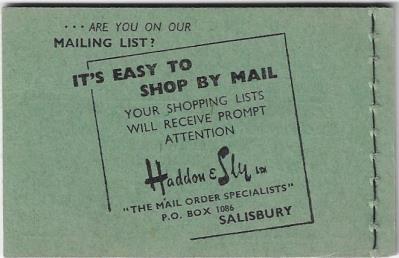 ...ARE YOU ON OUR
MAILING LIST?
IT'S EASY TO
SHOP BY MAIL
YOUR SHOPPING LISTS
WILL RECEIVE PROMPT
ATTENTION
Haddon & Sly LTD
"THE MAIL ORDER SPECIALISTS"
P.O. BOX 1086
SALISBURY